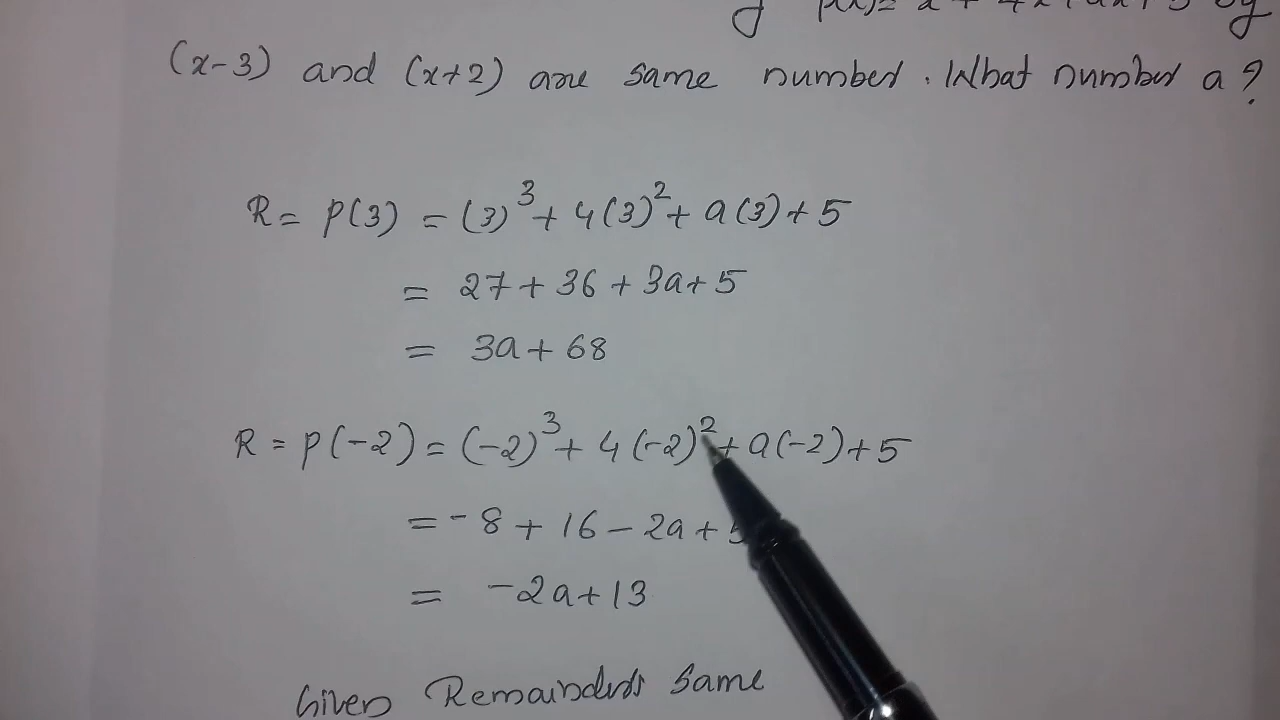 (x-3) and (x+2) are same number. What number a?
R = P(3) = (3)³ + 4(3)² + a(3) + 5
= 27 + 36 + 3a + 5
= 3a + 68
R = P(-2) = (-2)³ + 4(-2)² + a(-2) + 5
= -8 + 16 - 2a + 5
= -2a + 13
Given Remainders same